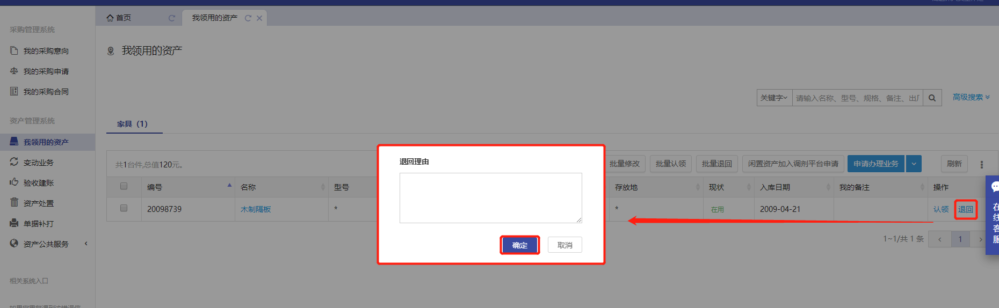 首页
我领用的资产
采购管理系统
我的采购意向
我的采购申请
我的采购合同
资产管理系统
我领用的资产
变动业务
验收建账
资产处置
单据补打
资产公共服务
相关系统入口
我领用的资产
关键字
请输入名称、型号、规格、备注、出厂
高级搜索
家具（1）
共1台件,总值120元。
批量修改
批量认领
批量退回
闲置资产加入调剂平台申请
申请办理业务
刷新
编号
名称
型号
存放地
现状
入库日期
我的备注
操作
20098739
木制隔板
*
*
在用
2009-04-21
认领
退回
1~1/共 1 条
1
退回理由
确定
取消
在线客服